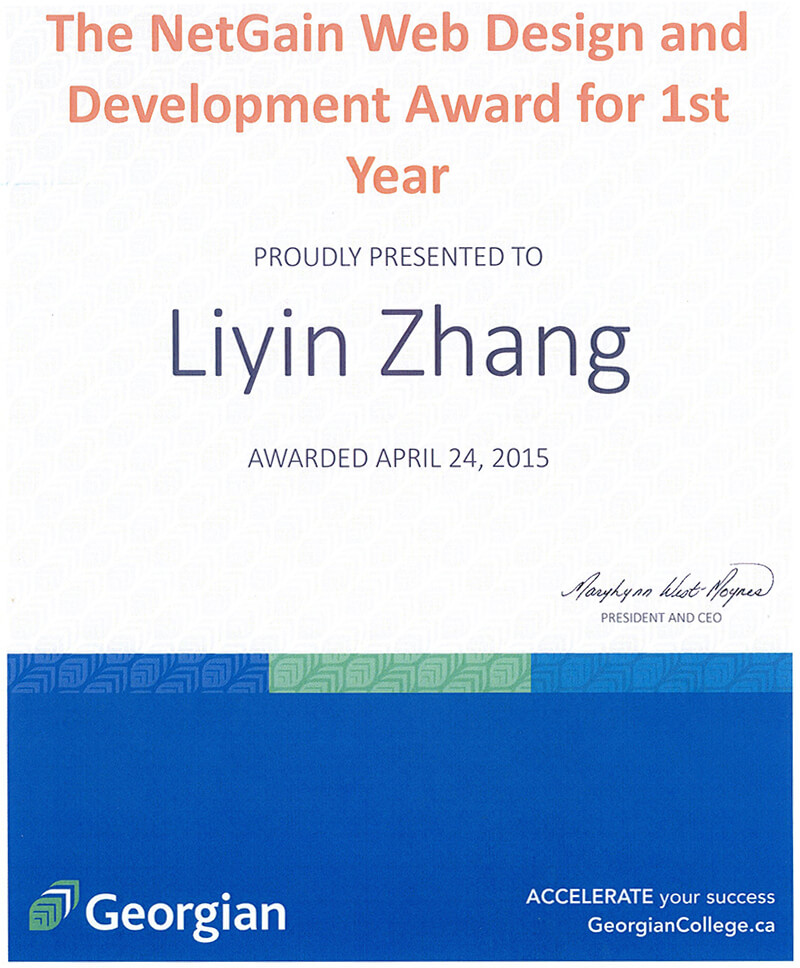 The NetGain Web Design and
Development Award for 1st
Year
PROUDLY PRESENTED TO
Liyin Zhang
AWARDED APRIL 24, 2015
Marylynn West-Moynes
PRESIDENT AND CEO
Georgian
ACCELERATE your success
GeorgianCollege.ca